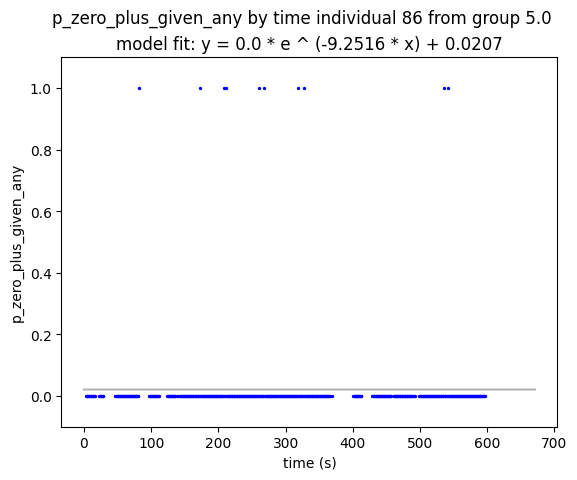 p_zero_plus_given_any by time individual 86 from group 5.0
model fit: y = 0.0 * e ^ (-9.2516 * x) + 0.0207
1.0
0.8
0.6
0.4
0.2
0.0
p_zero_plus_given_any
0 100 200 300 400 500 600 700
time (s)